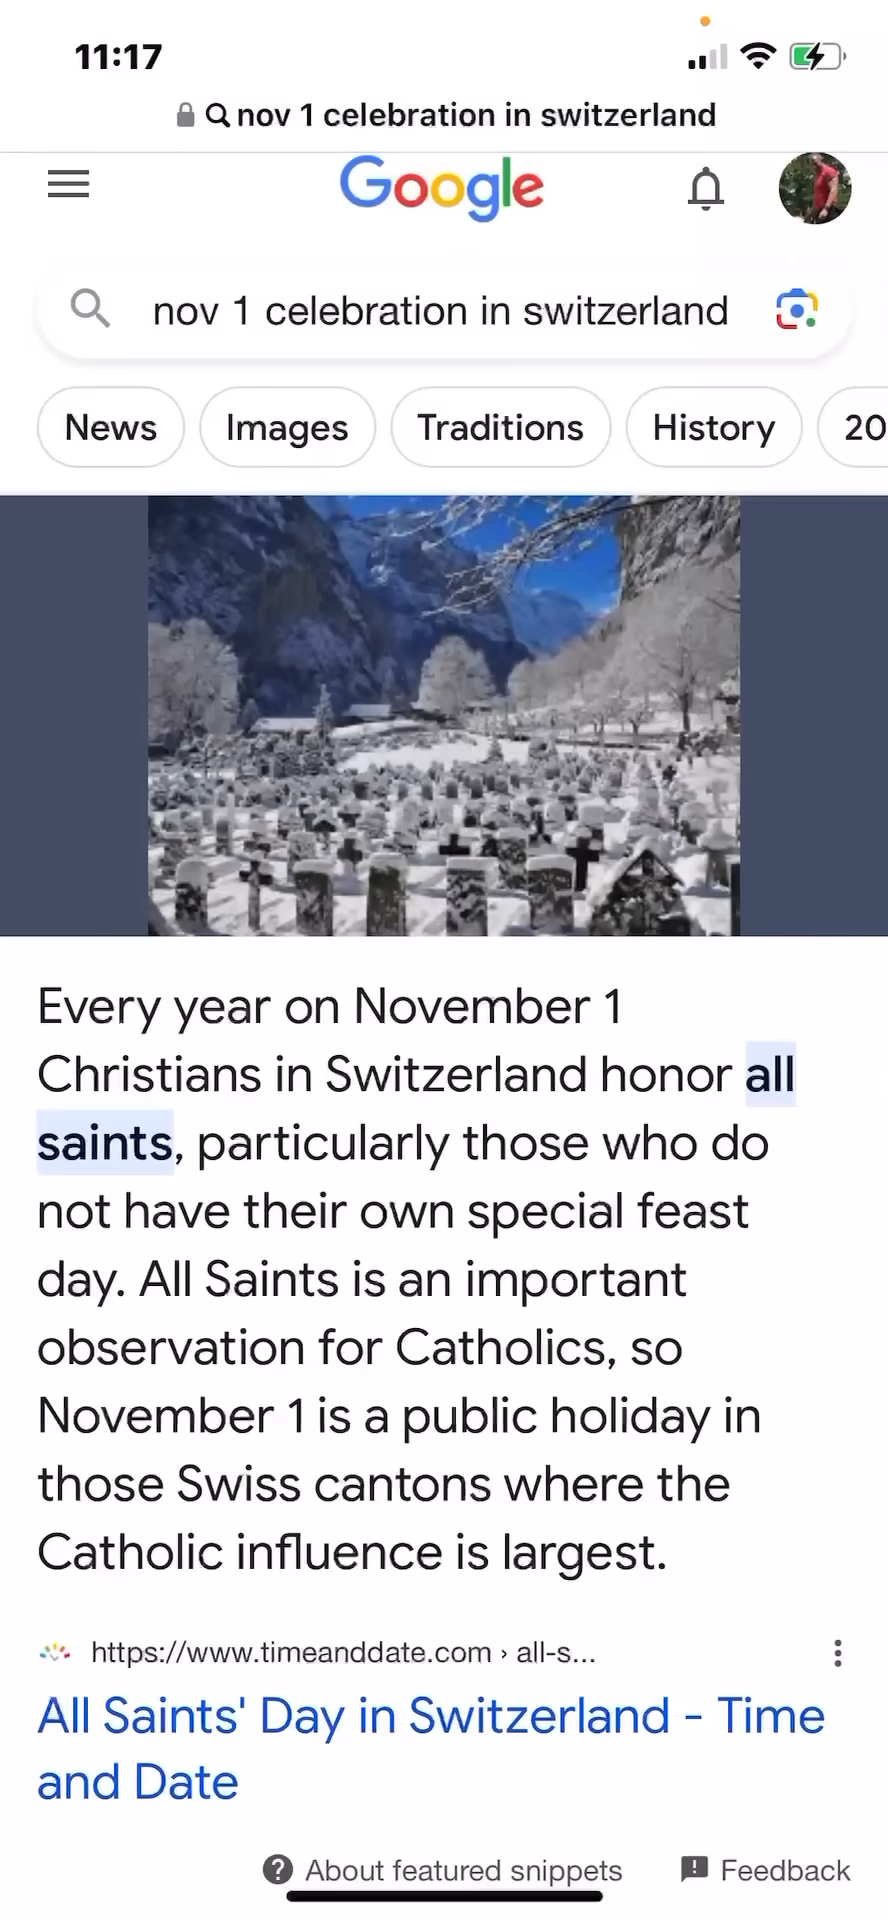 11:17
nov 1 celebration in switzerland
Google
nov 1 celebration in switzerland
News Images Traditions History 20
Every year on November 1
Christians in Switzerland honor all
saints, particularly those who do
not have their own special feast
day. All Saints is an important
observation for Catholics, so
November 1 is a public holiday in
those Swiss cantons where the
Catholic influence is largest.
https://www.timeanddate.com › all-s...
All Saints' Day in Switzerland - Time
and Date
About featured snippets Feedback